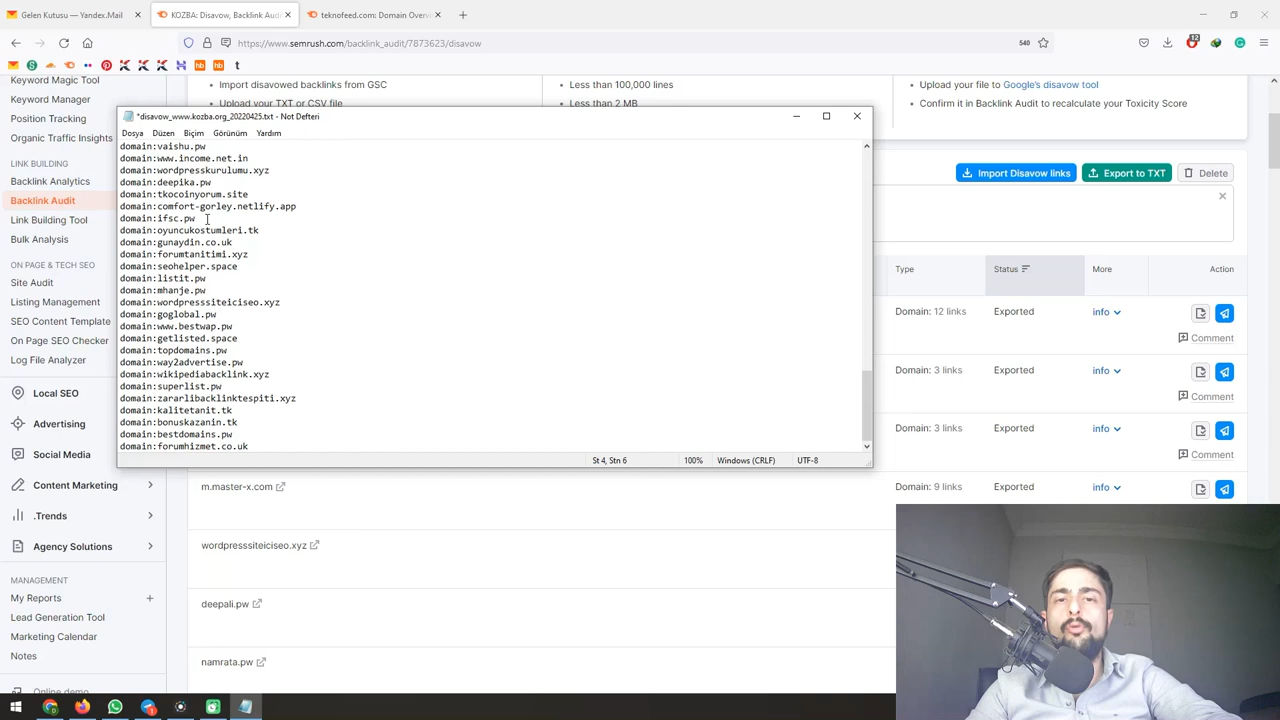 Gelen Kutusu — Yandex.Mail
KOZBA: Disavow, Backlink Audi
teknofeed.com: Domain Overv
https://www.semrush.com/backlink_audit/7873623/disavow
540
12
Keyword Magic Tool
Keyword Manager
Position Tracking
Organic Traffic Insights
LINK BUILDING
Backlink Analytics
Backlink Audit
Link Building Tool
Bulk Analysis
ON PAGE & TECH SEO
Site Audit
Listing Management
SEO Content Template
On Page SEO Checker
Log File Analyzer
Local SEO
Advertising
Social Media
Content Marketing
.Trends
Agency Solutions
MANAGEMENT
My Reports
Lead Generation Tool
Marketing Calendar
Notes
Online demo
Import disavowed backlinks from GSC
Upload your TXT or CSV file
Less than 100,000 lines
Less than 2 MB
Upload your file to Google's disavow tool
Confirm it in Backlink Audit to recalculate your Toxicity Score
*disavow_www.kozba.org_20220425.txt - Not Defteri
Dosya Düzen Biçim Görünüm Yardım
domain:vaishu.pw
domain:www.income.net.in
domain:wordpresskurulumu.xyz
domain:deepika.pw
domain:tkocoinyorum.site
domain:comfort-gorley.netlify.app
domain:ifsc.pw
domain:oyuncukostumleri.tk
domain:gunaydin.co.uk
domain:forumtanitimi.xyz
domain:seohelper.space
domain:listit.pw
domain:mhanje.pw
domain:wordpresssiteiciseo.xyz
domain:goglobal.pw
domain:www.bestwap.pw
domain:getlisted.space
domain:topdomains.pw
domain:way2advertise.pw
domain:wikipediabacklink.xyz
domain:superlist.pw
domain:zararlibacklinktespiti.xyz
domain:kalitetanit.tk
domain:bonuskazanin.tk
domain:bestdomains.pw
domain:forumhizmet.co.uk
St 4, Stn 6 100% Windows (CRLF) UTF-8
Import Disavow links Export to TXT Delete
Type Status More Action
Domain: 12 links Exported info
Comment
Domain: 3 links Exported info
Comment
Domain: 3 links Exported info
Comment
m.master-x.com Domain: 9 links Exported info
wordpresssiteiciseo.xyz
deepali.pw
namrata.pw